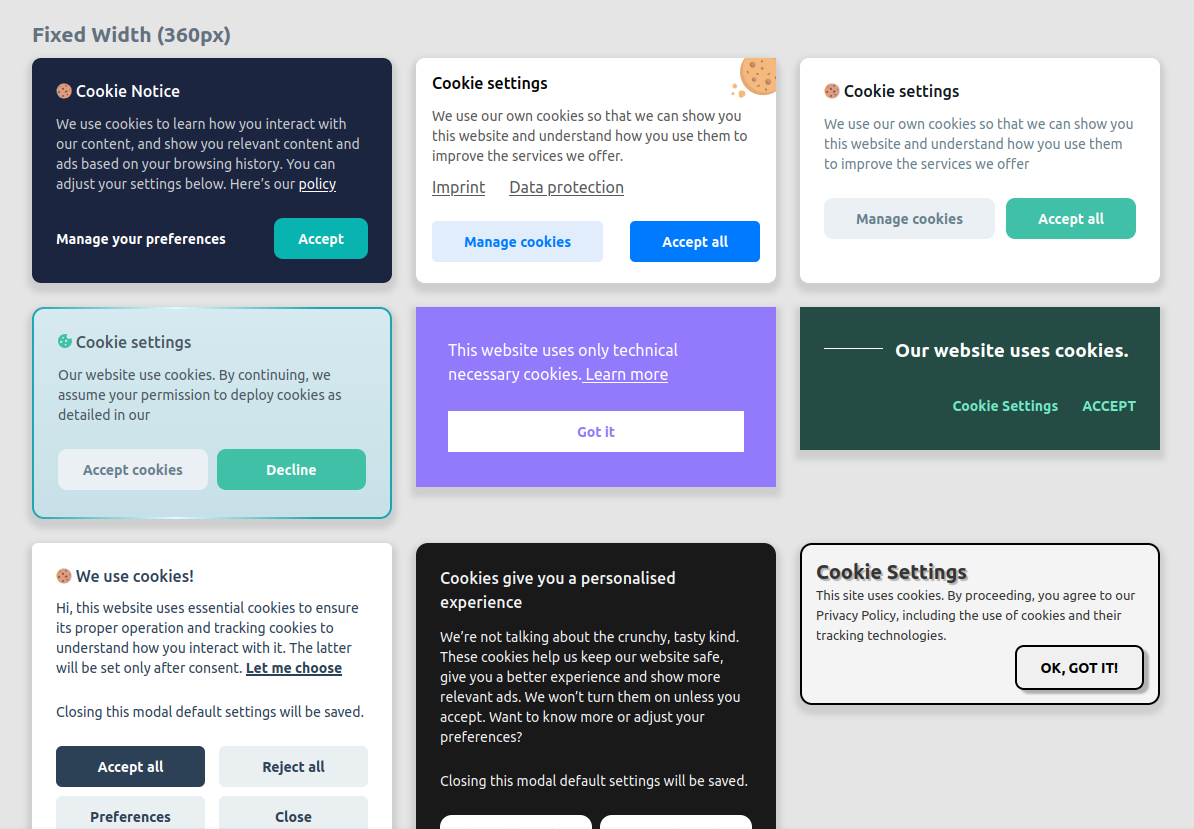 Fixed Width (360px)
Cookie Notice
We use cookies to learn how you interact with
our content, and show you relevant content and
ads based on your browsing history. You can
adjust your settings below. Here’s our policy
Manage your preferences
Accept
Cookie settings
We use our own cookies so that we can show you
this website and understand how you use them to
improve the services we offer.
Imprint
Data protection
Manage cookies
Accept all
Cookie settings
We use our own cookies so that we can show you
this website and understand how you use them
to improve the services we offer
Manage cookies
Accept all
Cookie settings
Our website use cookies. By continuing, we
assume your permission to deploy cookies as
detailed in our
Accept cookies
Decline
This website uses only technical
necessary cookies. Learn more
Got it
Our website uses cookies.
Cookie Settings
ACCEPT
We use cookies!
Hi, this website uses essential cookies to ensure
its proper operation and tracking cookies to
understand how you interact with it. The latter
will be set only after consent. Let me choose
Closing this modal default settings will be saved.
Accept all
Reject all
Preferences
Close
Cookies give you a personalised
experience
We’re not talking about the crunchy, tasty kind.
These cookies help us keep our website safe,
give you a better experience and show more
relevant ads. We won’t turn them on unless you
accept. Want to know more or adjust your
preferences?
Closing this modal default settings will be saved.
Cookie Settings
This site uses cookies. By proceeding, you agree to our
Privacy Policy, including the use of cookies and their
tracking technologies.
OK, GOT IT!